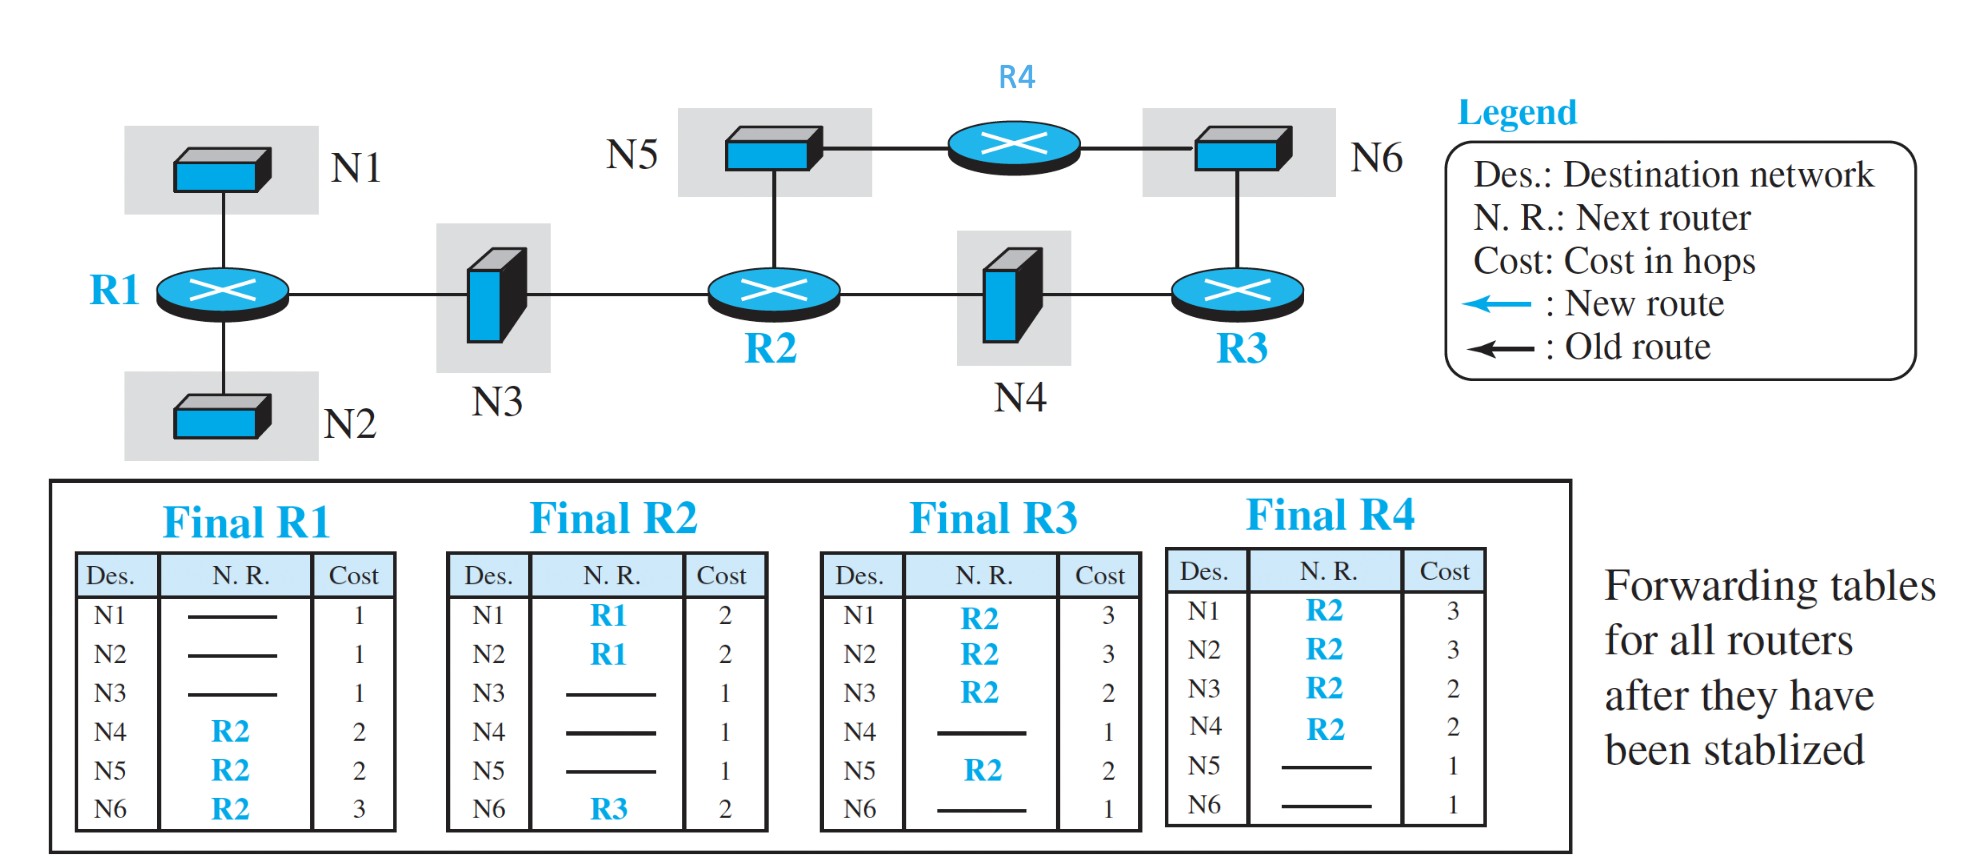 R4
Legend
N5
N6
N1
Des.: Destination network
N. R.: Next router
Cost: Cost in hops
: New route
: Old route
R1
R2
R3
N3
N4
N2
Final R1
Des. N. R. Cost
N1 1
N2 1
N3 1
N4 R2 2
N5 R2 2
N6 R2 3
Final R2
Des. N. R. Cost
N1 R1 2
N2 R1 2
N3 1
N4 1
N5 1
N6 R3 2
Final R3
Des. N. R. Cost
N1 R2 3
N2 R2 3
N3 R2 2
N4 1
N5 R2 2
N6 1
Final R4
Des. N. R. Cost
N1 R2 3
N2 R2 3
N3 R2 2
N4 R2 2
N5 1
N6 1
Forwarding tables
for all routers
after they have
been stablized